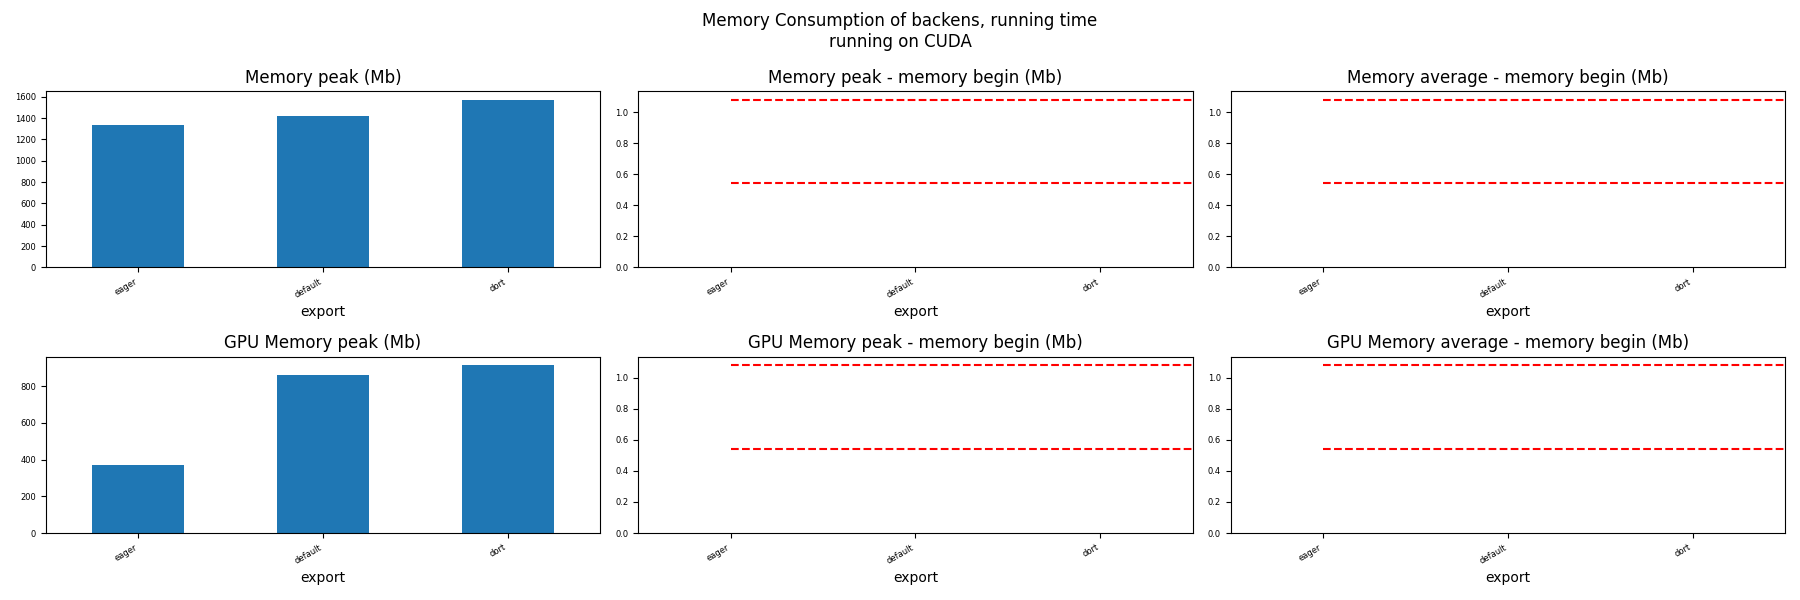 Memory Consumption of backens, running time
running on CUDA
Memory peak (Mb)
1600
1400
1200
1000
800
600
400
200
0
eager
default
dort
export
Memory peak - memory begin (Mb)
1.0
0.8
0.6
0.4
0.2
0.0
eager
default
dort
export
Memory average - memory begin (Mb)
1.0
0.8
0.6
0.4
0.2
0.0
eager
default
dort
export
GPU Memory peak (Mb)
800
600
400
200
0
eager
default
dort
export
GPU Memory peak - memory begin (Mb)
1.0
0.8
0.6
0.4
0.2
0.0
eager
default
dort
export
GPU Memory average - memory begin (Mb)
1.0
0.8
0.6
0.4
0.2
0.0
eager
default
dort
export